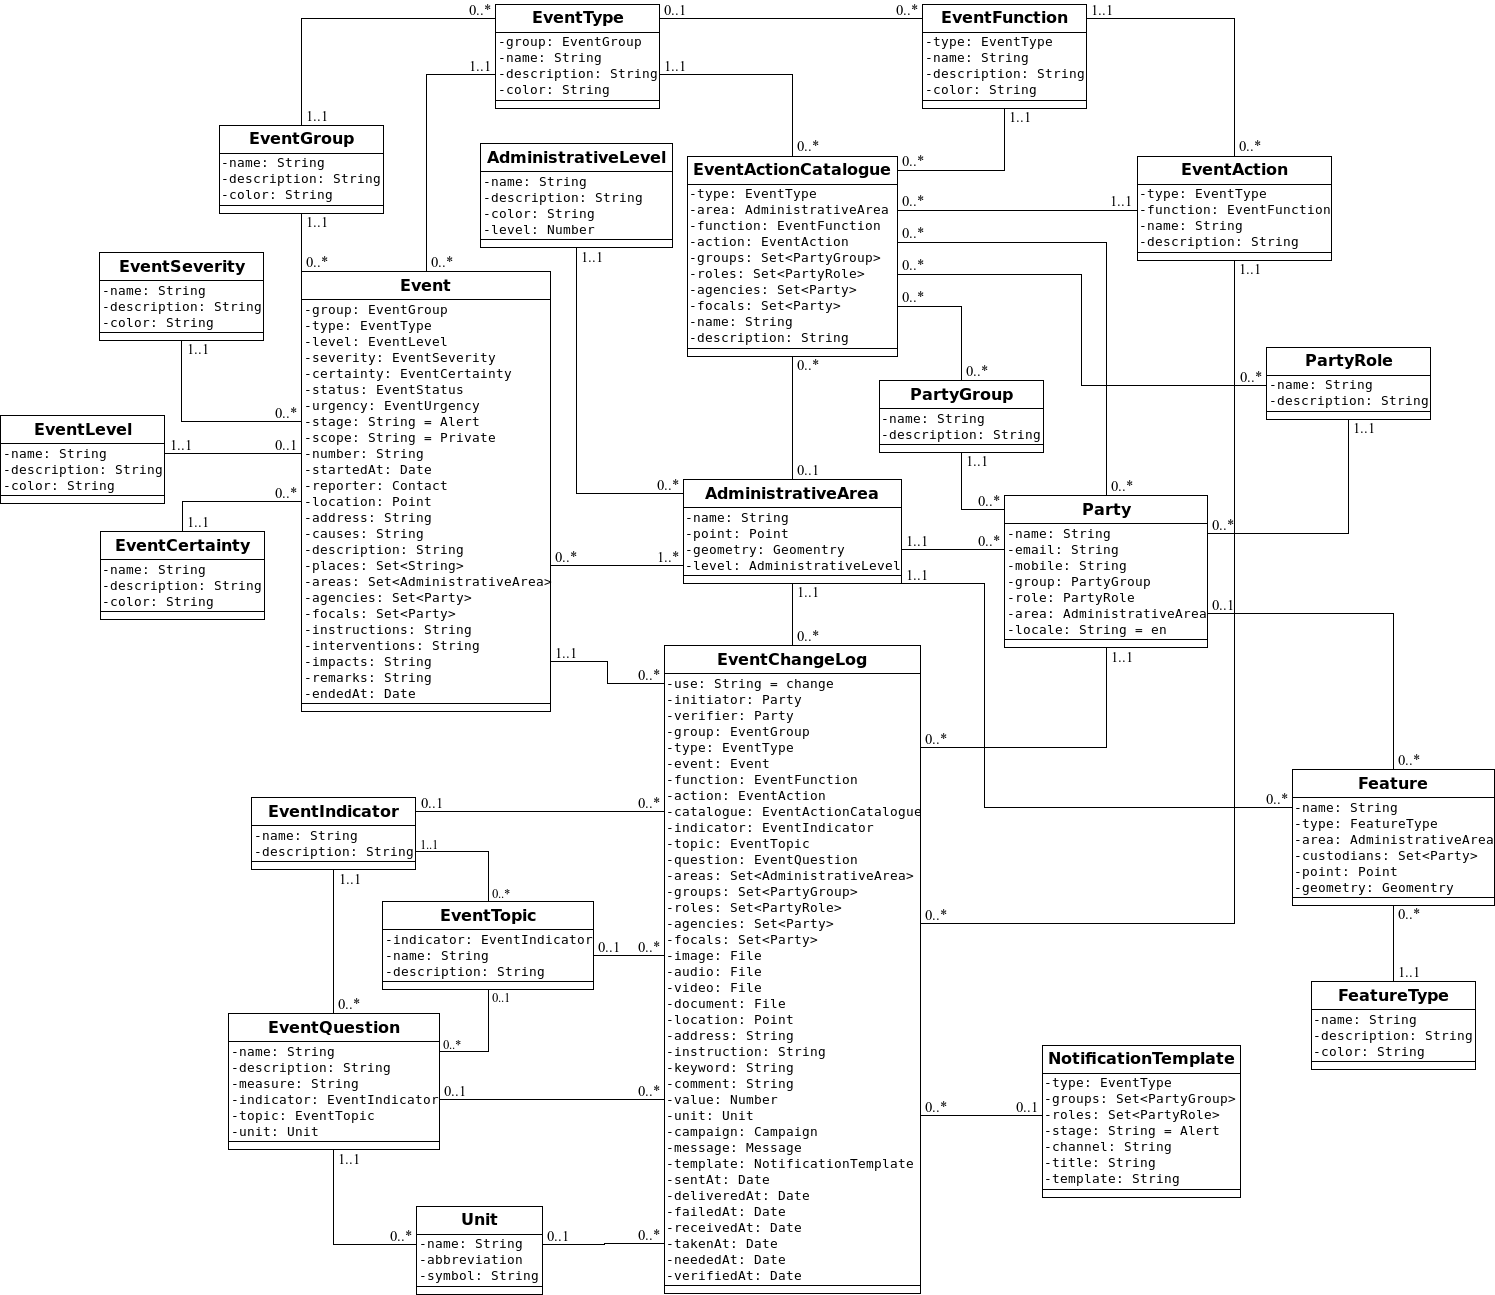 EventType
-group: EventGroup
-name: String
-description: String
-color: String
0..*
0..1
1..1
1..1
EventFunction
-type: EventType
-name: String
-description: String
-color: String
0..*
1..1
1..1
EventGroup
-name: String
-description: String
-color: String
1..1
1..1
AdministrativeLevel
-name: String
-description: String
-color: String
-level: Number
1..1
EventActionCatalogue
-type: EventType
-area: AdministrativeArea
-function: EventFunction
-action: EventAction
-groups: Set<PartyGroup>
-roles: Set<PartyRole>
-agencies: Set<Party>
-focals: Set<Party>
-name: String
-description: String
0..*
0..*
0..*
0..*
0..*
0..*
0..*
EventAction
-type: EventType
-function: EventFunction
-name: String
-description: String
0..*
1..1
1..1
EventSeverity
-name: String
-description: String
-color: String
1..1
Event
-group: EventGroup
-type: EventType
-level: EventLevel
-severity: EventSeverity
-certainty: EventCertainty
-status: EventStatus
-urgency: EventUrgency
-stage: String = Alert
-scope: String = Private
-number: String
-startedAt: Date
-reporter: Contact
-location: Point
-address: String
-causes: String
-description: String
-places: Set<String>
-areas: Set<AdministrativeArea>
-agencies: Set<Party>
-focals: Set<Party>
-instructions: String
-interventions: String
-impacts: String
-remarks: String
-endedAt: Date
0..*
0..*
0..*
0..1
0..*
0..*
1..1
EventLevel
-name: String
-description: String
-color: String
1..1
EventCertainty
-name: String
-description: String
-color: String
1..1
PartyGroup
-name: String
-description: String
0..*
1..1
PartyRole
-name: String
-description: String
0..*
1..1
AdministrativeArea
-name: String
-point: Point
-geometry: Geomentry
-level: AdministrativeLevel
0..1
0..*
1..*
1..1
1..1
1..1
Party
-name: String
-email: String
-mobile: String
-group: PartyGroup
-role: PartyRole
-area: AdministrativeArea
-locale: String = en
0..*
0..*
0..*
0..*
0..1
1..1
EventChangeLog
-use: String = change
-initiator: Party
-verifier: Party
-group: EventGroup
-type: EventType
-event: Event
-function: EventFunction
-action: EventAction
-catalogue: EventActionCatalogue
-indicator: EventIndicator
-topic: EventTopic
-question: EventQuestion
-areas: Set<AdministrativeArea>
-groups: Set<PartyGroup>
-roles: Set<PartyRole>
-agencies: Set<Party>
-focals: Set<Party>
-image: File
-audio: File
-video: File
-document: File
-location: Point
-address: String
-instruction: String
-keyword: String
-comment: String
-value: Number
-unit: Unit
-campaign: Campaign
-message: Message
-template: NotificationTemplate
-sentAt: Date
-deliveredAt: Date
-failedAt: Date
-receivedAt: Date
-takenAt: Date
-neededAt: Date
-verifiedAt: Date
0..*
0..*
0..*
0..*
0..*
0..*
0..*
0..*
0..*
Feature
-name: String
-type: FeatureType
-area: AdministrativeArea
-custodians: Set<Party>
-point: Point
-geometry: Geomentry
0..*
0..*
0..*
FeatureType
-name: String
-description: String
-color: String
1..1
EventIndicator
-name: String
-description: String
0..1
1..1
1..1
EventTopic
-indicator: EventIndicator
-name: String
-description: String
0..*
0..1
0..1
EventQuestion
-name: String
-description: String
-measure: String
-indicator: EventIndicator
-topic: EventTopic
-unit: Unit
0..*
0..*
0..1
1..1
NotificationTemplate
-type: EventType
-groups: Set<PartyGroup>
-roles: Set<PartyRole>
-stage: String = Alert
-channel: String
-title: String
-template: String
0..1
Unit
-name: String
-abbreviation
-symbol: String
0..*
0..1